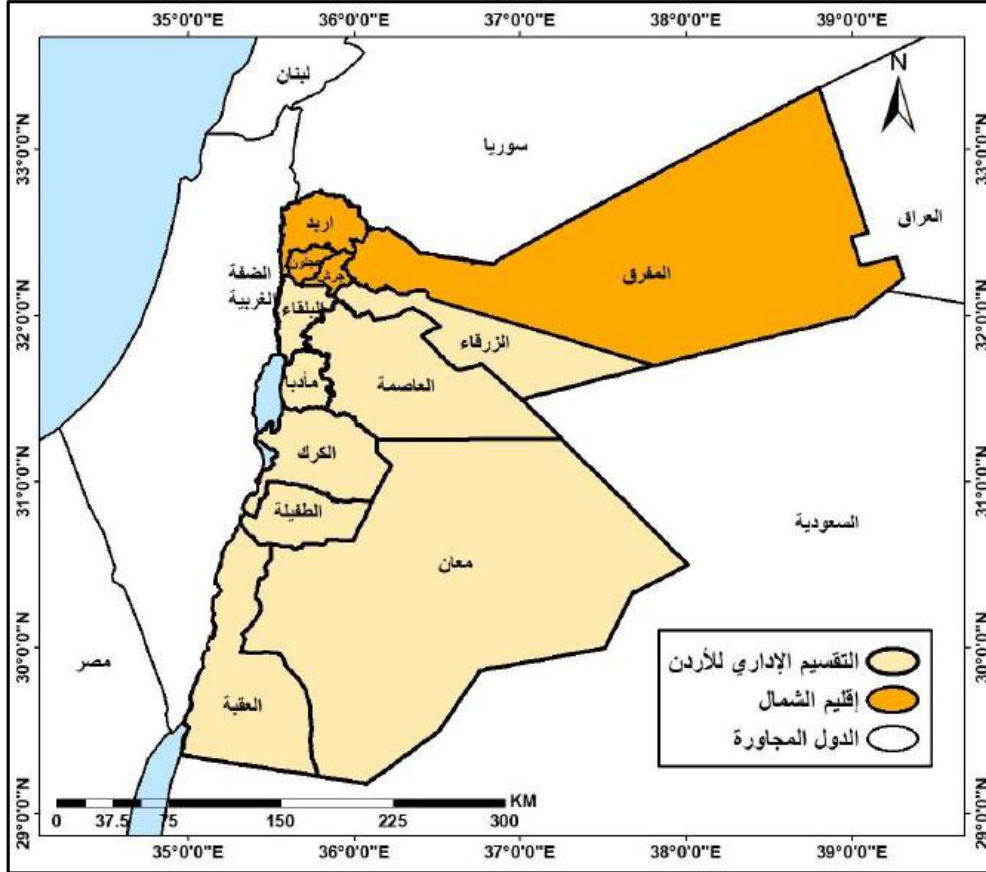 35°0'0"E
36°0'0"E
37°0'0"E
38°0'0"E
39°0'0"E
N
33°0'0"N
32°0'0"N
31°0'0"N
30°0'0"N
29°0'0"N
33°0'0"N
32°0'0"N
31°0'0"N
30°0'0"N
29°0'0"N
لبنان
سوريا
العراق
اربد
عجلون
جرش
المفرق
الضفة
الغربية
البلقاء
الزرقاء
مأدبا
العاصمة
الكرك
الطفيلة
السعودية
معان
مصر
العقبة
التقسيم الإداري للأردن
إقليم الشمال
الدول المجاورة
KM
0
37.5
75
150
225
300
35°0'0"E
36°0'0"E
37°0'0"E
38°0'0"E
39°0'0"E